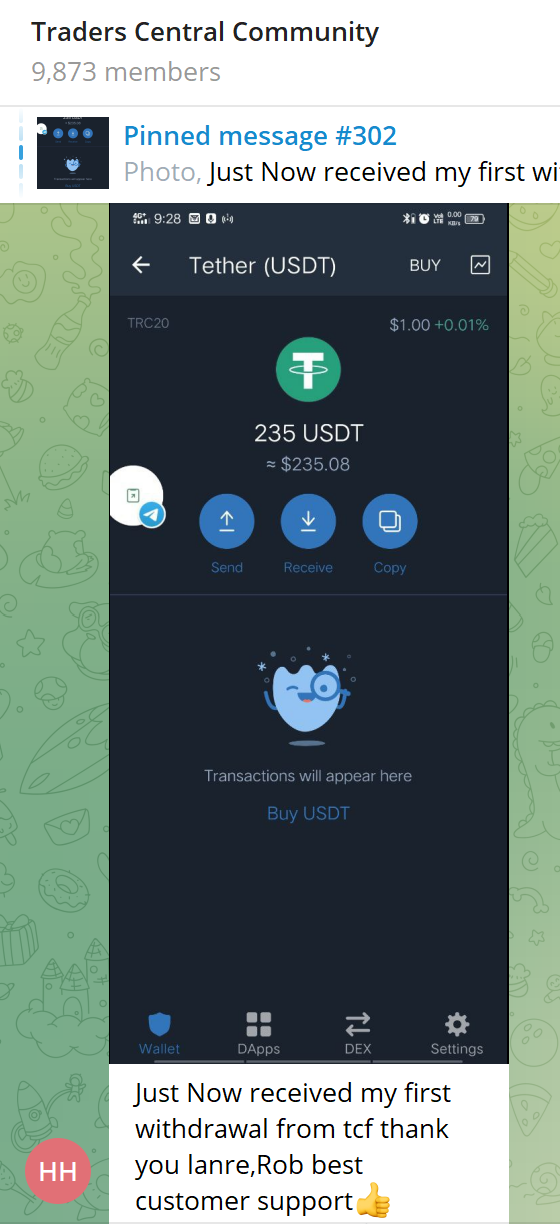 Traders Central Community
9,873 members
Pinned message #302
Photo, Just Now received my first wi
4G+ 9:28 Vo) LTE 0.00 KB/s 79
Tether (USDT) BUY
TRC20 $1.00 +0.01%
235 USDT
≈ $235.08
Send Receive Copy
Transactions will appear here
Buy USDT
Wallet DApps DEX Settings
Just Now received my first
withdrawal from tcf thank
you lanre,Rob best
customer support👍
HH